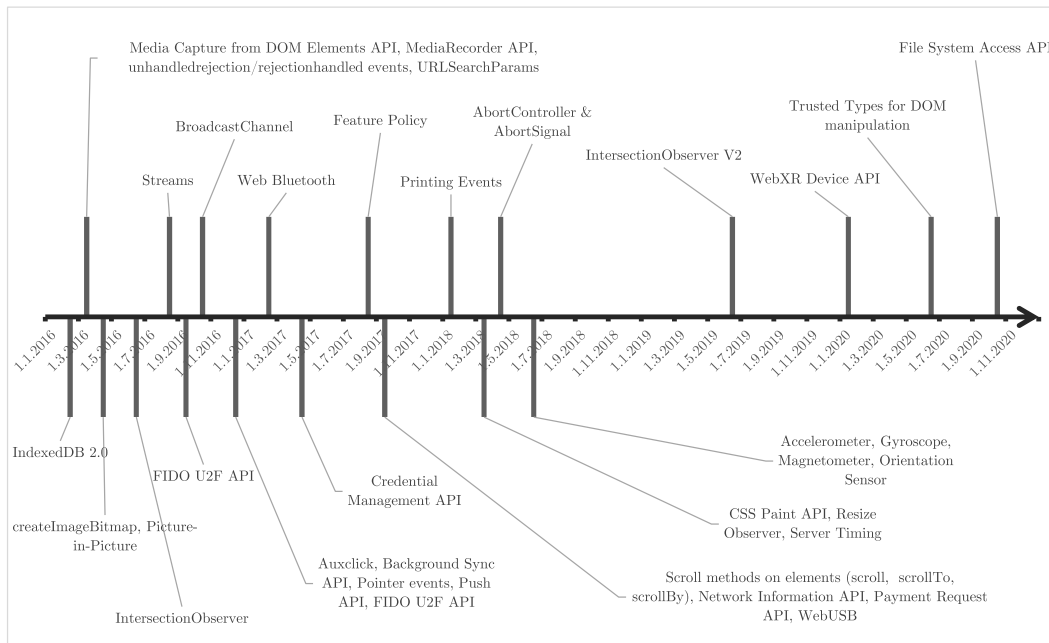 Media Capture from DOM Elements API, MediaRecorder API,
unhandledrejection/rejectionhandled events, URLSearchParams
File System Access API
BroadcastChannel
Feature Policy
AbortController &
AbortSignal
Trusted Types for DOM
manipulation
IntersectionObserver V2
Streams
Web Bluetooth
Printing Events
WebXR Device API
1.1.2016
1.3.2016
1.5.2016
1.7.2016
1.9.2016
1.11.2016
1.1.2017
1.3.2017
1.5.2017
1.7.2017
1.9.2017
1.11.2017
1.1.2018
1.3.2018
1.5.2018
1.7.2018
1.9.2018
1.11.2018
1.1.2019
1.3.2019
1.5.2019
1.7.2019
1.9.2019
1.11.2019
1.1.2020
1.3.2020
1.5.2020
1.7.2020
1.9.2020
1.11.2020
IndexedDB 2.0
FIDO U2F API
Credential
Management API
Accelerometer, Gyroscope,
Magnetometer, Orientation
Sensor
createImageBitmap, Picture-
in-Picture
CSS Paint API, Resize
Observer, Server Timing
Auxclick, Background Sync
API, Pointer events, Push
API, FIDO U2F API
Scroll methods on elements (scroll, scrollTo,
scrollBy), Network Information API, Payment Request
API, WebUSB
IntersectionObserver